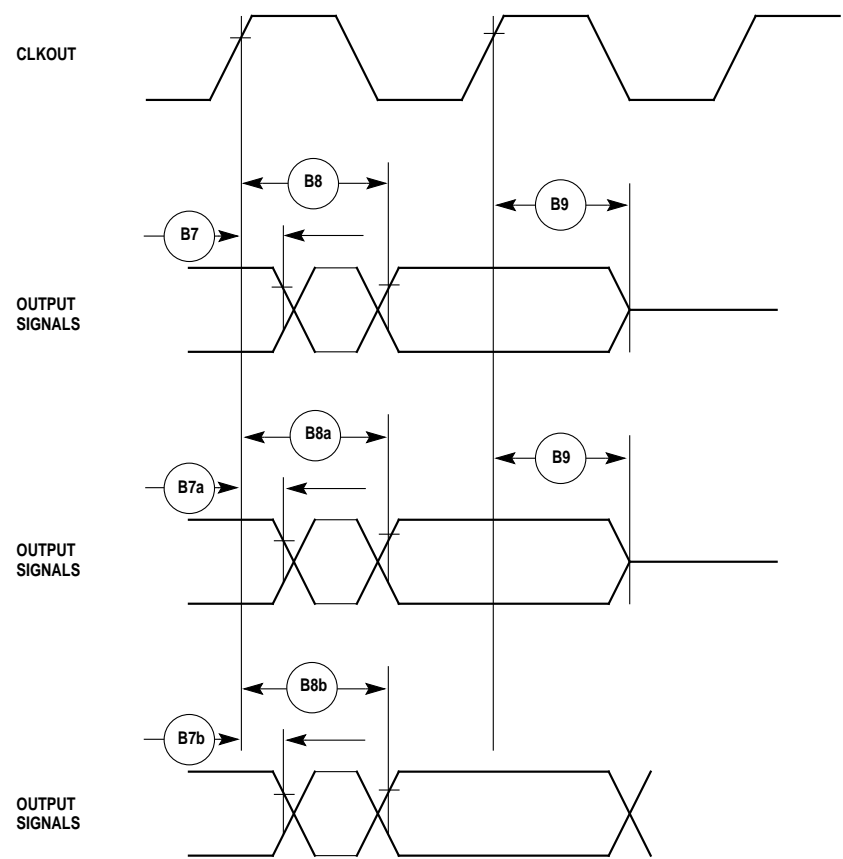 CLKOUT
B8
B9
B7
OUTPUT
SIGNALS
B8a
B9
B7a
OUTPUT
SIGNALS
B8b
B7b
OUTPUT
SIGNALS